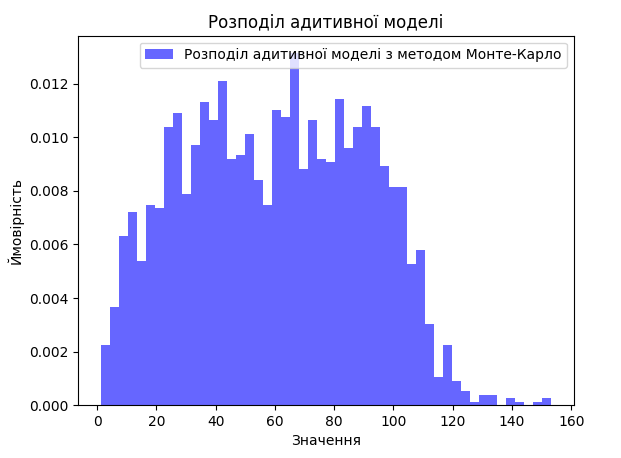 Розподіл адитивної моделі
Розподіл адитивної моделі з методом Монте-Карло
Ймовірність
0.012
0.010
0.008
0.006
0.004
0.002
0.000
0 20 40 60 80 100 120 140 160
Значення